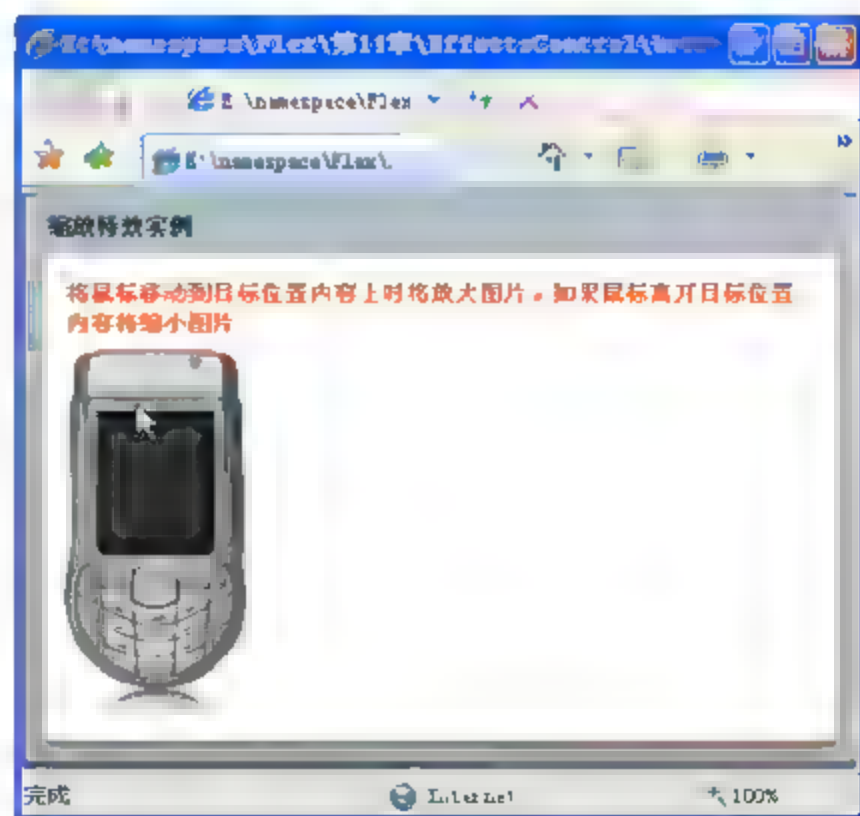 E:\namespace\Flex\第11章\EffectsControl\
E:\namespace\Flex
E:\namespace\Flex\
缩放特效实例
将鼠标移动到目标位置内容上时将放大图片。如果鼠标离开目标位置
内容将缩小图片
完成 Internet 100%